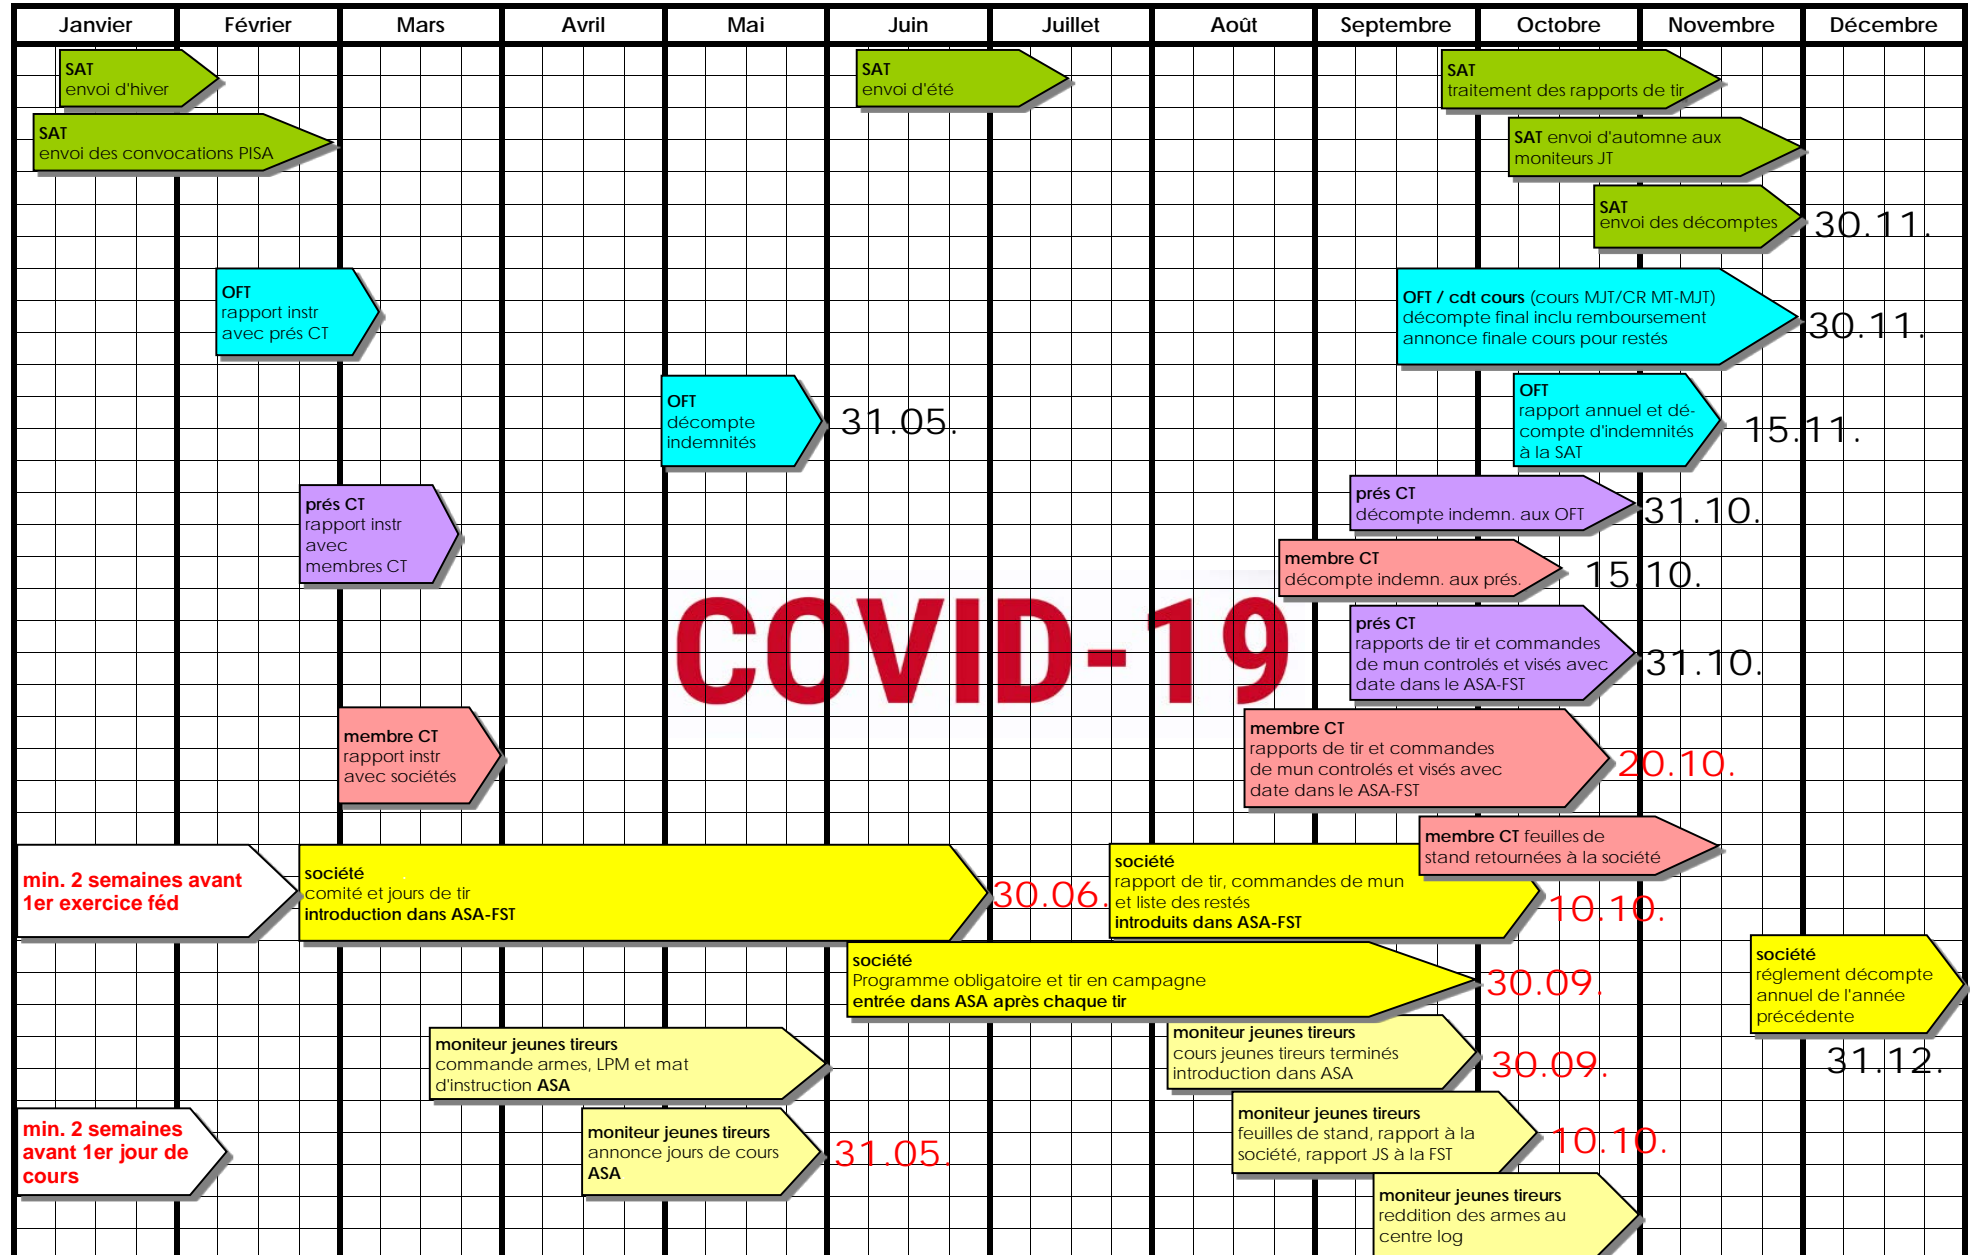 Janvier Février Mars Avril Mai Juin Juillet Août Septembre Octobre Novembre Décembre
SAT
envoi d'hiver
SAT
envoi d'été
SAT
traitement des rapports de tir
SAT
envoi des convocations PISA
SAT envoi d'automne aux
moniteurs JT
SAT
envoi des décomptes
30.11.
OFT
rapport instr
avec prés CT
OFT / cdt cours (cours MJT/CR MT-MJT)
décompte final inclu remboursement
annonce finale cours pour restés
30.11.
OFT
décompte
indemnités
31.05.
OFT
rapport annuel et dé-
compte d'indemnités
à la SAT
15.11.
prés CT
rapport instr
avec
membres CT
prés CT
décompte indemn. aux OFT
31.10.
membre CT
décompte indemn. aux prés.
15.10.
COVID-19
prés CT
rapports de tir et commandes
de mun controlés et visés avec
date dans le ASA-FST
31.10.
membre CT
rapport instr
avec sociétés
membre CT
rapports de tir et commandes
de mun controlés et visés avec
date dans le ASA-FST
20.10.
membre CT feuilles de
stand retournées à la société
min. 2 semaines avant
1er exercice féd
société
comité et jours de tir
introduction dans ASA-FST
30.06.
société
rapport de tir, commandes de mun
et liste des restés
introduits dans ASA-FST
10.10.
société
Programme obligatoire et tir en campagne
entrée dans ASA après chaque tir
30.09.
société
réglement décompte
annuel de l'année
précédente
31.12.
moniteur jeunes tireurs
commande armes, LPM et mat
d'instruction ASA
moniteur jeunes tireurs
cours jeunes tireurs terminés
introduction dans ASA
30.09.
min. 2 semaines
avant 1er jour de
cours
moniteur jeunes tireurs
annonce jours de cours
ASA
31.05.
moniteur jeunes tireurs
feuilles de stand, rapport à la
société, rapport JS à la FST
10.10.
moniteur jeunes tireurs
reddition des armes au
centre log